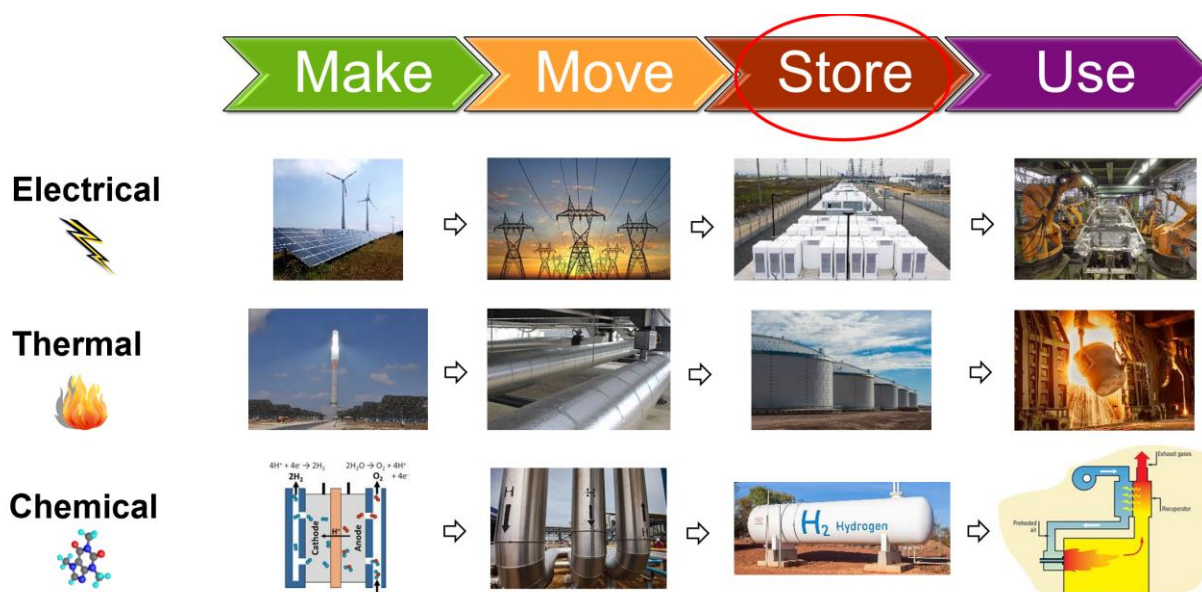 Make Move Store Use
Electrical
Thermal
Chemical
4H⁺ + 4e⁻ → 2H₂
2H₂
2H₂O → O₂ + 4H⁺
+ 4e⁻
O₂
Cathode
H⁺
Anode
H H
H₂ Hydrogen
Exhaust gases
Recuperator
Preheated
air